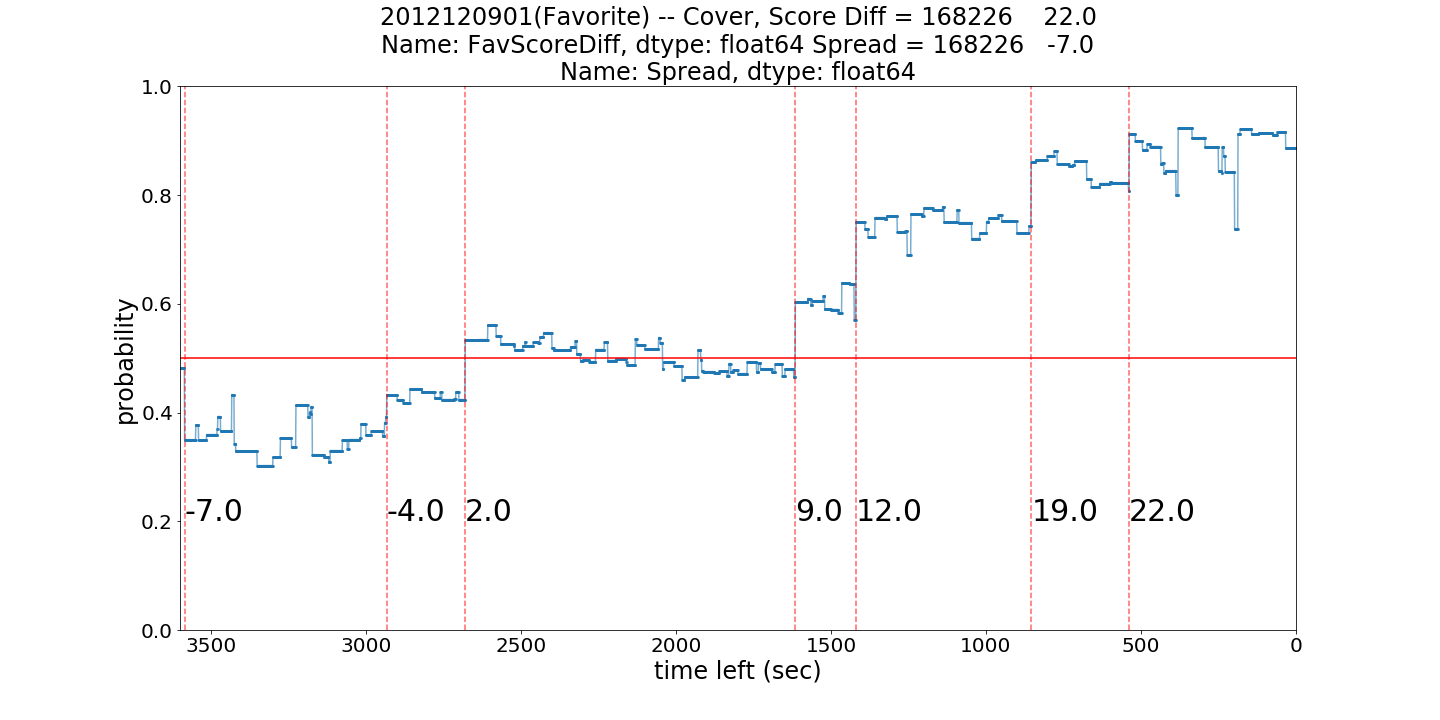 2012120901(Favorite) -- Cover, Score Diff = 168226    22.0
Name: FavScoreDiff, dtype: float64 Spread = 168226   -7.0
Name: Spread, dtype: float64
1.0
0.8
0.6
0.4
0.2
0.0
probability
-7.0 -4.0 2.0 9.0 12.0 19.0 22.0
3500 3000 2500 2000 1500 1000 500 0
time left (sec)